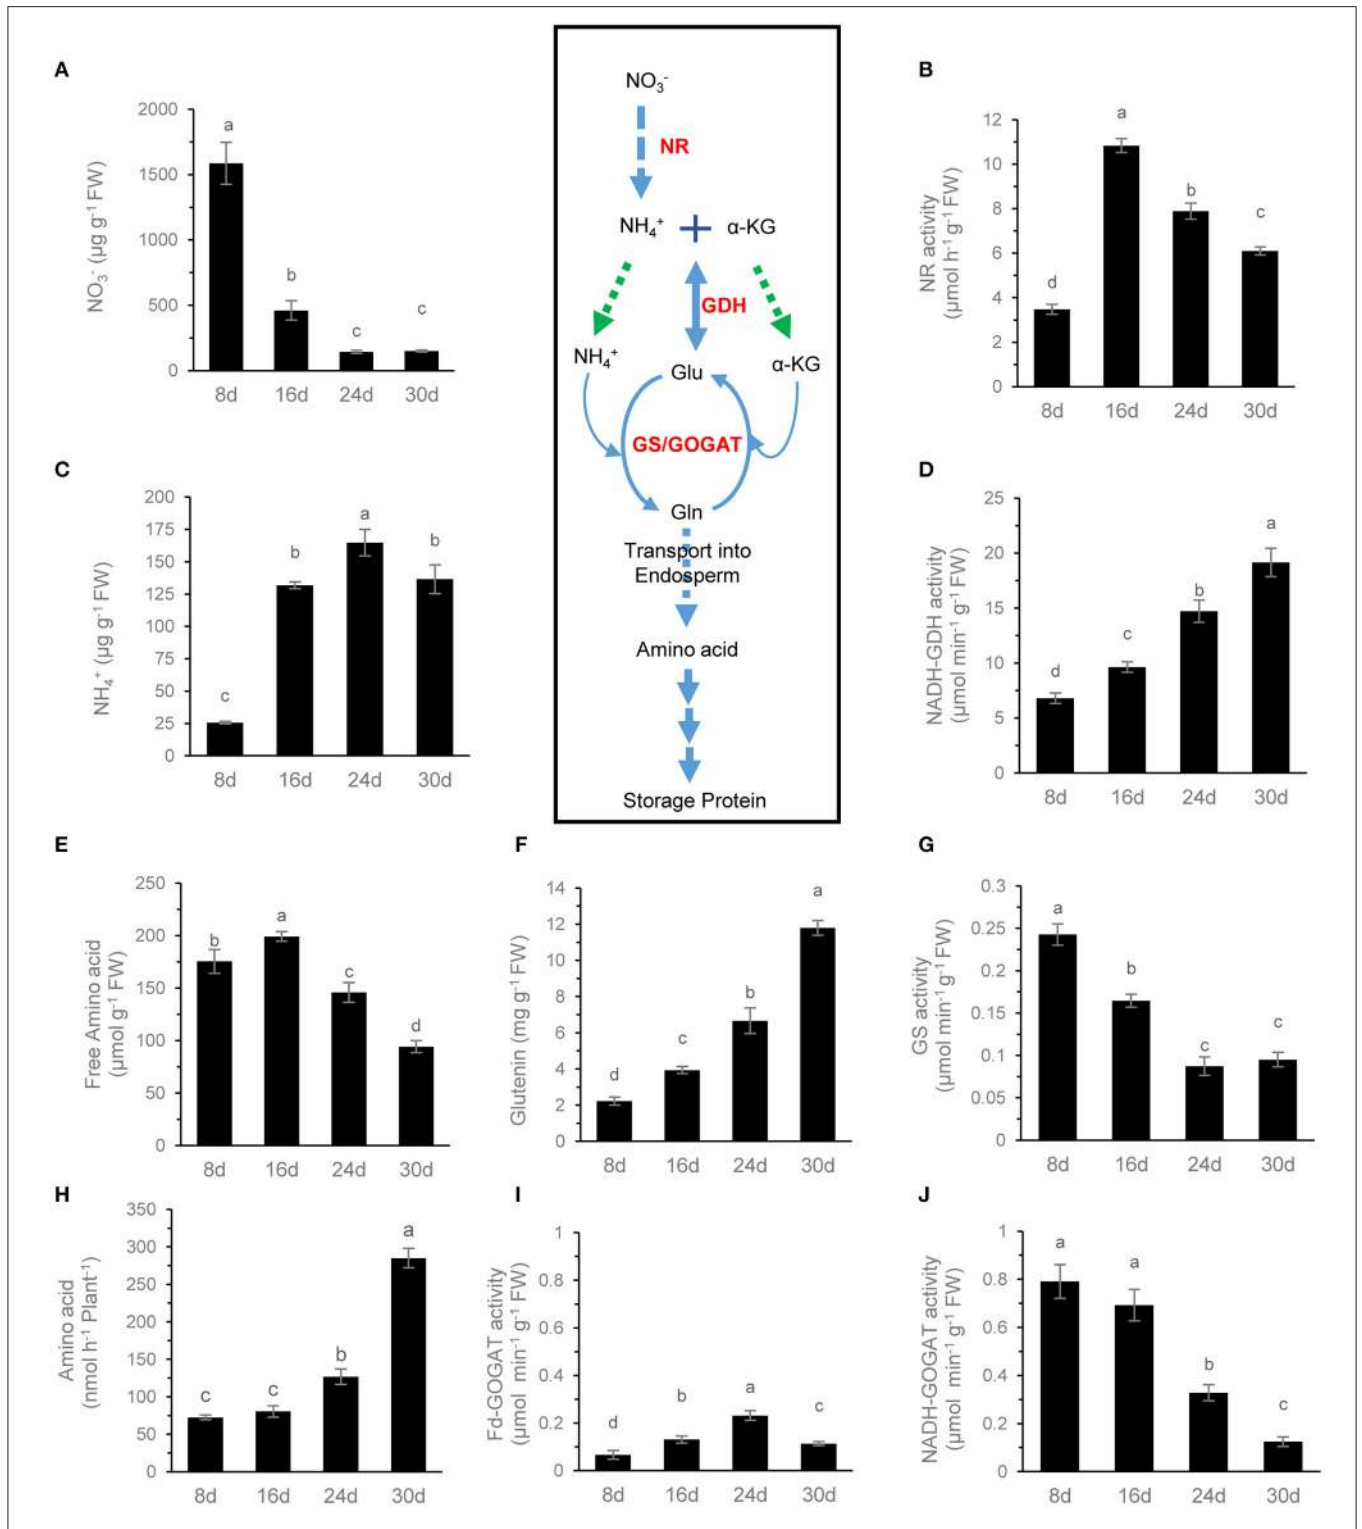 A
NO₃⁻ (µg g⁻¹ FW)
2000
1500
1000
500
0
a
b
c
c
8d 16d 24d 30d
NO₃⁻
NR
NH₄⁺ + α-KG
GDH
NH₄⁺
α-KG
Glu
GS/GOGAT
Gln
Transport into
Endosperm
Amino acid
Storage Protein
B
NR activity
(µmol h⁻¹ g⁻¹ FW)
12
10
8
6
4
2
0
d
a
b
c
8d 16d 24d 30d
C
NH₄⁺ (µg g⁻¹ FW)
200
175
150
125
100
75
50
25
0
c
b
a
b
8d 16d 24d 30d
D
NADH-GDH activity
(µmol min⁻¹ g⁻¹ FW)
25
20
15
10
5
0
d
c
b
a
8d 16d 24d 30d
E
Free Amino acid
(µmol g⁻¹ FW)
250
200
150
100
50
0
b
a
c
d
8d 16d 24d 30d
F
Glutenin (mg g⁻¹ FW)
14
12
10
8
6
4
2
0
d
c
b
a
8d 16d 24d 30d
G
GS activity
(µmol min⁻¹ g⁻¹ FW)
0.3
0.25
0.2
0.15
0.1
0.05
0
a
b
c
c
8d 16d 24d 30d
H
Amino acid
(nmol h⁻¹ Plant⁻¹)
350
300
250
200
150
100
50
0
c
c
b
a
8d 16d 24d 30d
I
Fd-GOGAT activity
(µmol min⁻¹ g⁻¹ FW)
1
0.8
0.6
0.4
0.2
0
d
b
a
c
8d 16d 24d 30d
J
NADH-GOGAT activity
(µmol min⁻¹ g⁻¹ FW)
1
0.8
0.6
0.4
0.2
0
a
a
b
c
8d 16d 24d 30d